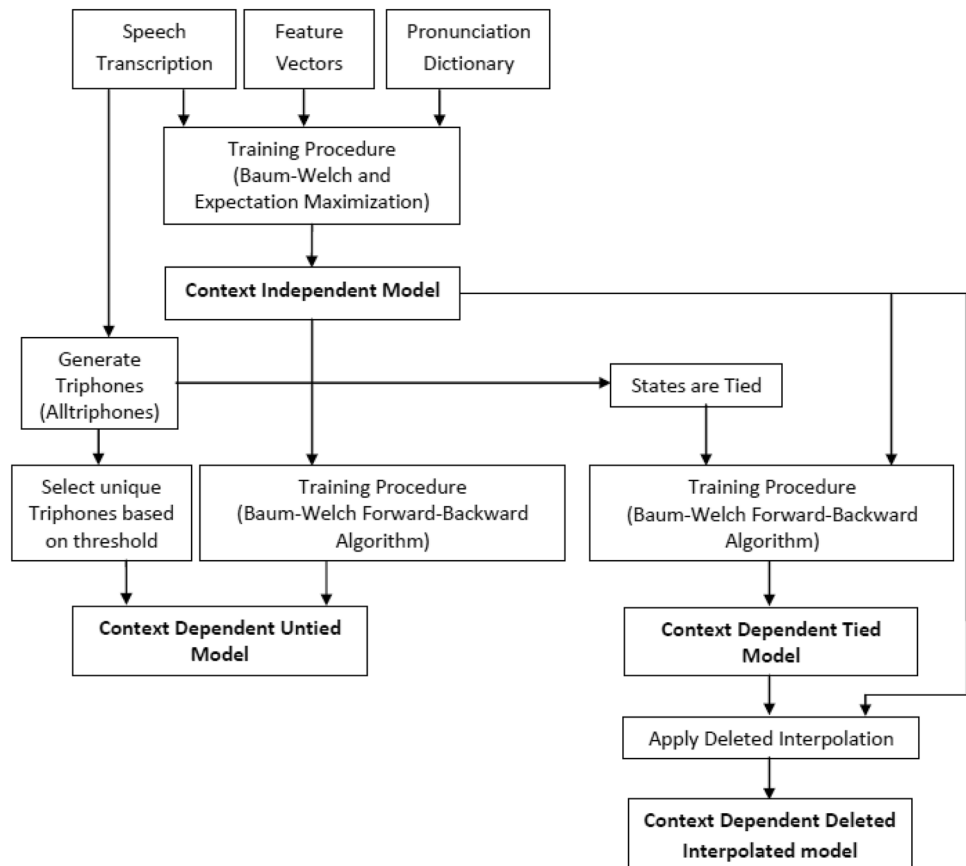 Speech
Transcription
Feature
Vectors
Pronunciation
Dictionary
Training Procedure
(Baum-Welch and
Expectation Maximization)
Context Independent Model
Generate
Triphones
(Alltriphones)
States are Tied
Select unique
Triphones based
on threshold
Training Procedure
(Baum-Welch Forward-Backward
Algorithm)
Training Procedure
(Baum-Welch Forward-Backward
Algorithm)
Context Dependent Untied
Model
Context Dependent Tied
Model
Apply Deleted Interpolation
Context Dependent Deleted
Interpolated model